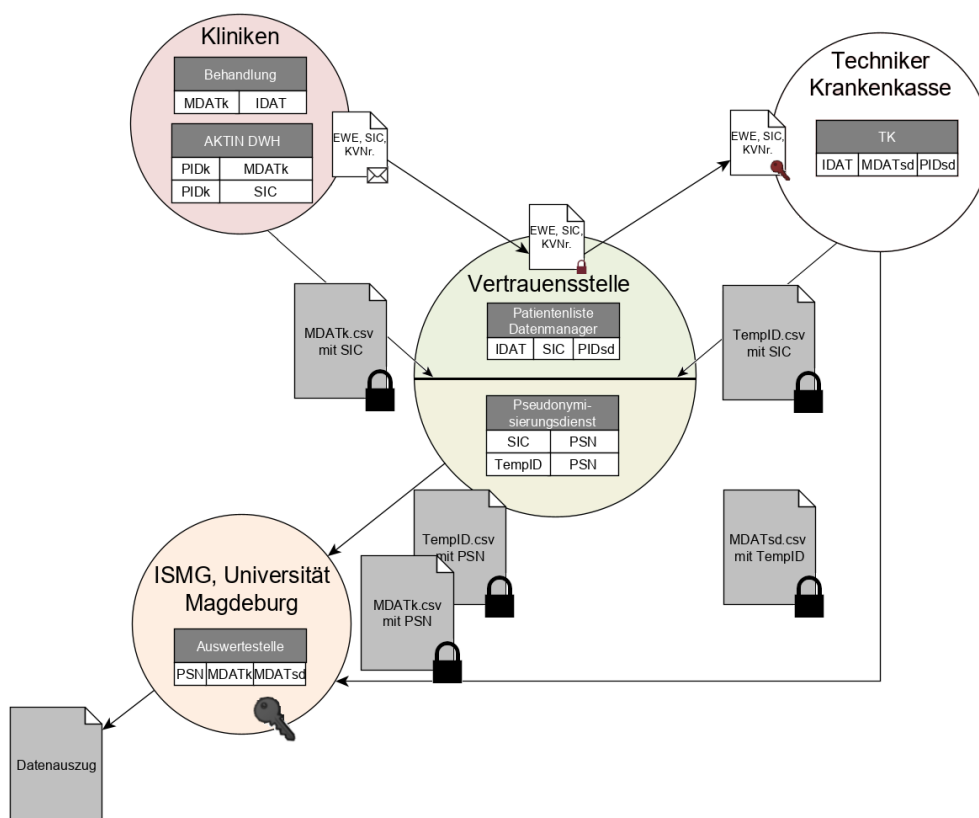 Kliniken
Behandlung
MDATk IDAT
AKTIN DWH
PIDk MDATk
PIDk SIC
EWE, SIC,
KVNr.
EWE, SIC,
KVNr.
Techniker
Krankenkasse
TK
IDAT MDATsd PIDsd
EWE, SIC,
KVNr.
Vertrauensstelle
Patientenliste
Datenmanager
IDAT SIC PIDsd
MDATk.csv
mit SIC
TempID.csv
mit SIC
Pseudonymi-
sierungsdienst
SIC PSN
TempID PSN
TempID.csv
mit PSN
MDATsd.csv
mit TempID
MDATk.csv
mit PSN
ISMG, Universität
Magdeburg
Auswertestelle
PSN MDATk MDATsd
Datenauszug